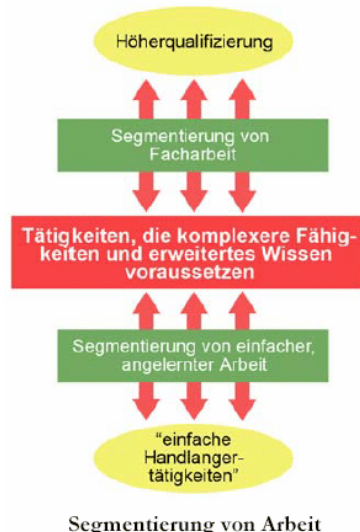 Höherqualifizierung
Segmentierung von
Facharbeit
Tätigkeiten, die komplexere Fähig-
keiten und erweitertes Wissen
voraussetzen
Segmentierung von einfacher,
angelernter Arbeit
"einfache
Handlanger-
tätigkeiten"
Segmentierung von Arbeit